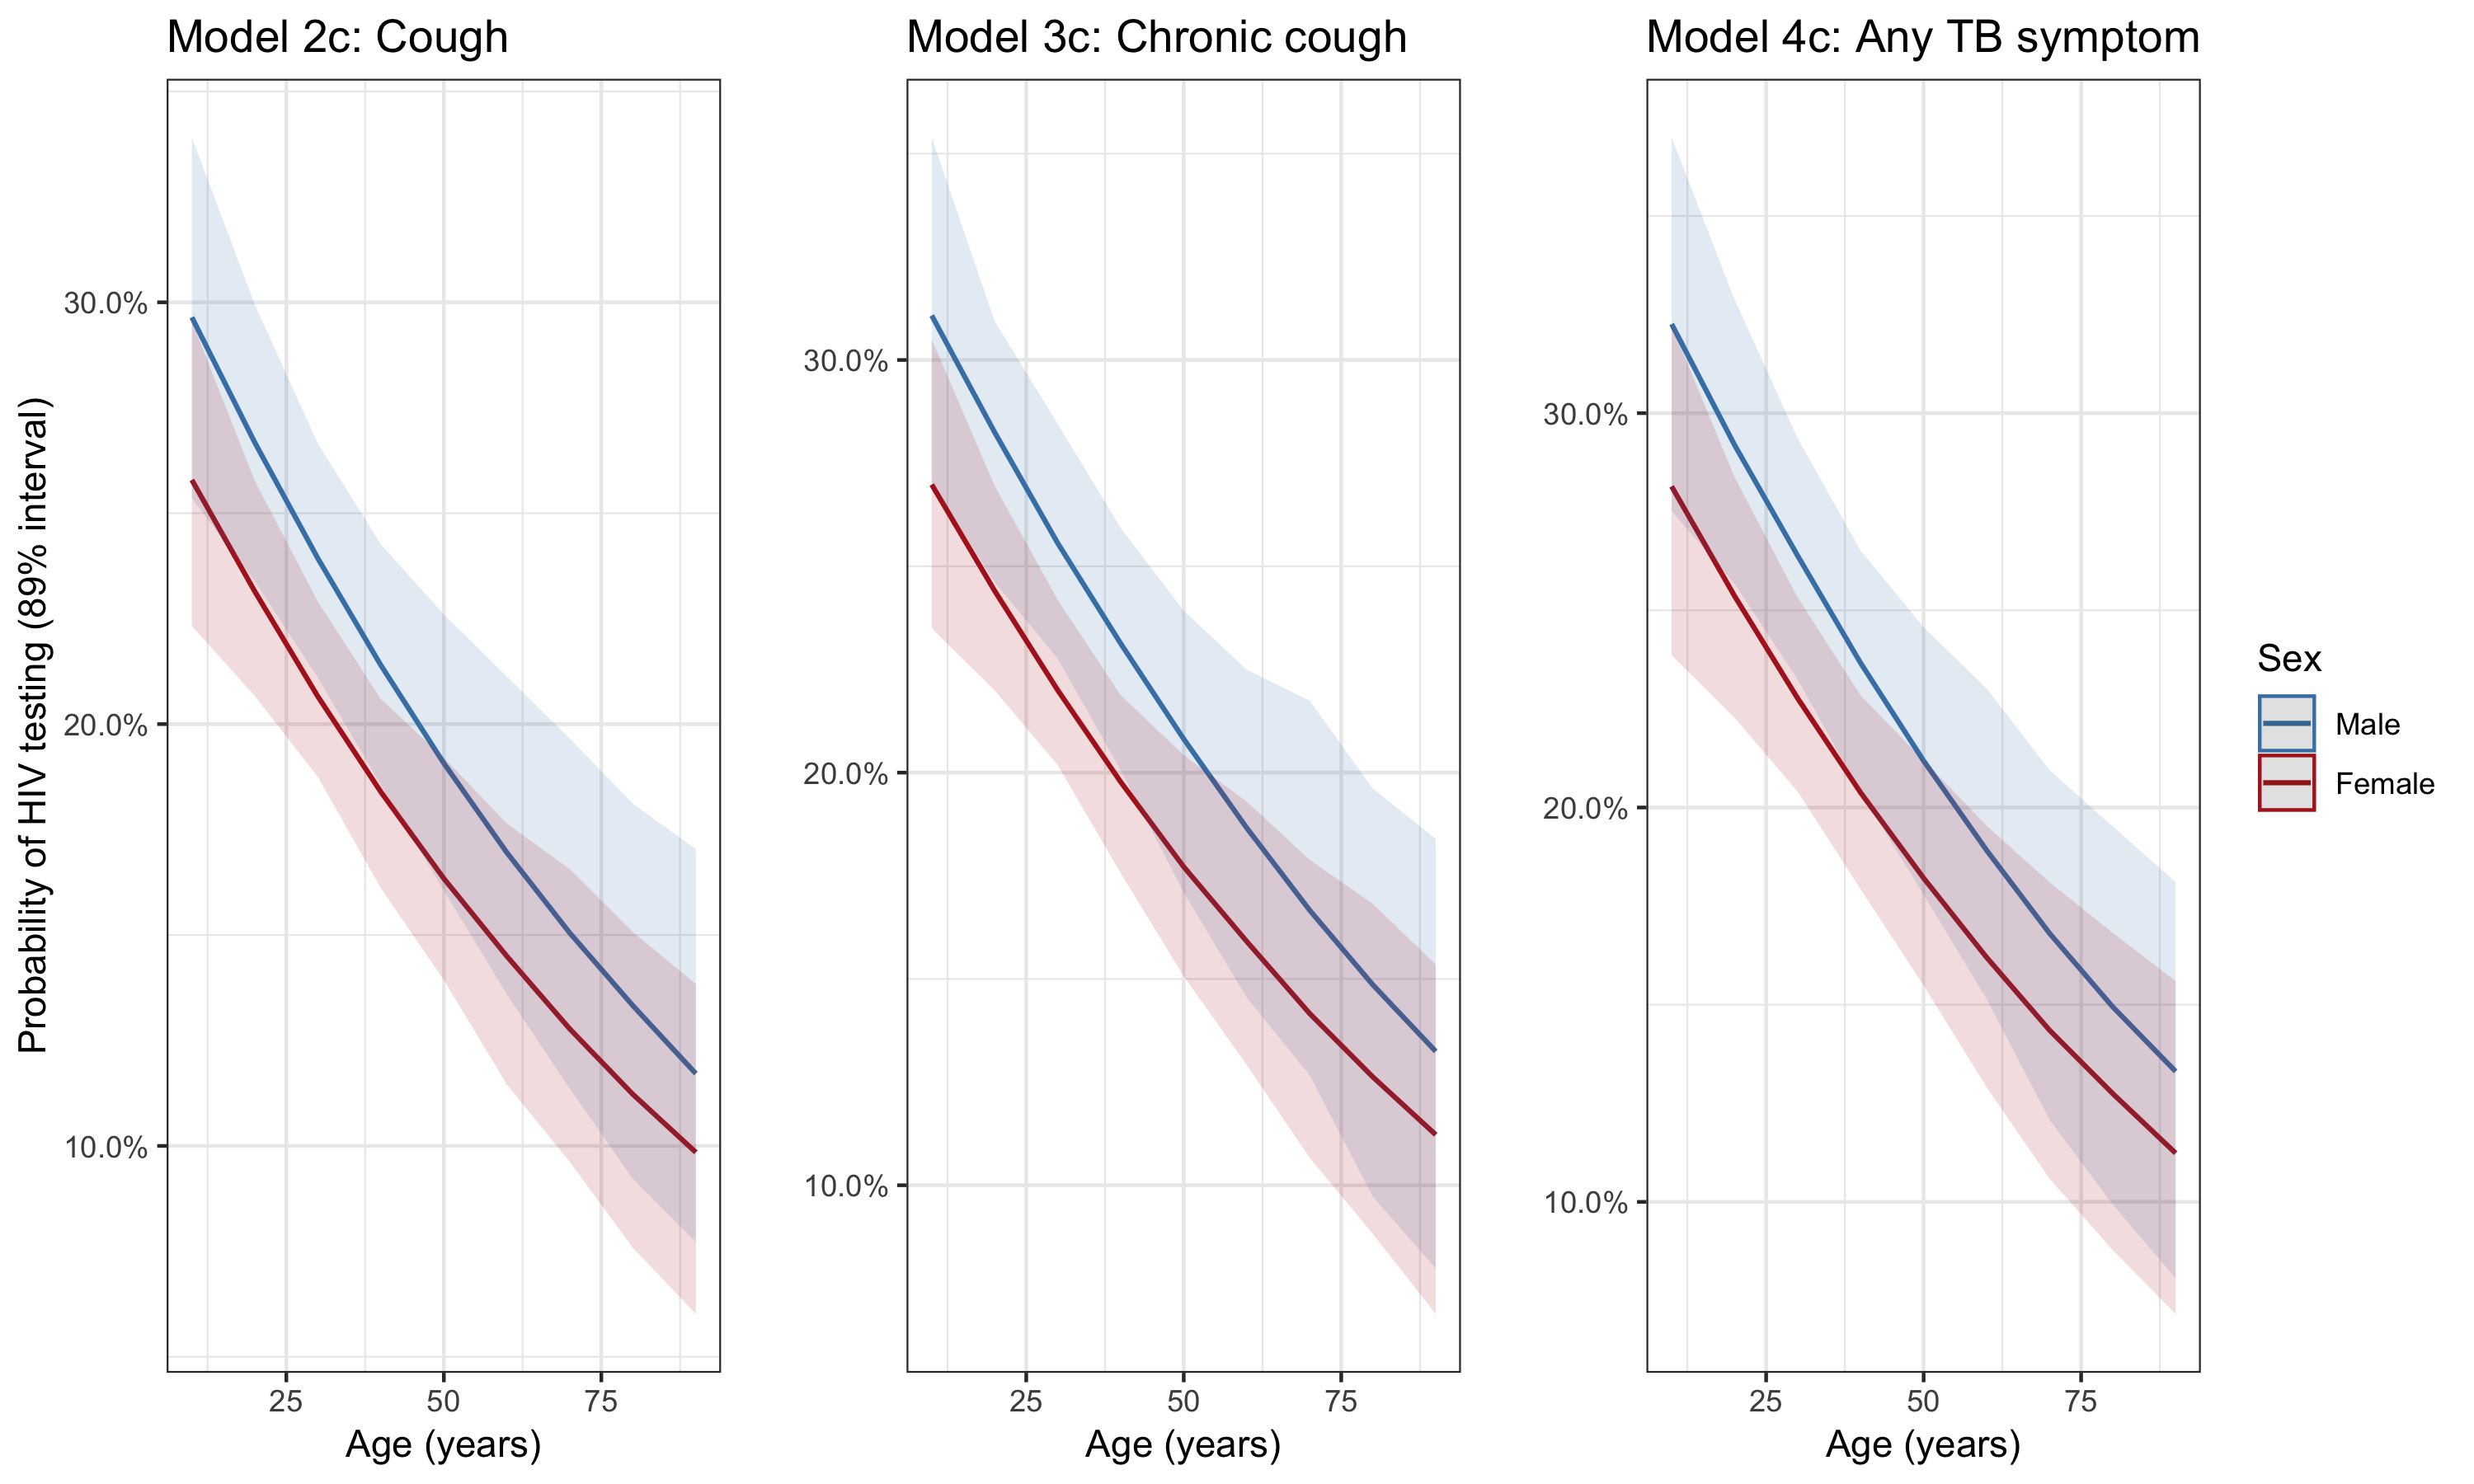 Model 2c: Cough
Model 3c: Chronic cough
Model 4c: Any TB symptom
Probability of HIV testing (89% interval)
30.0%
20.0%
10.0%
25 50 75
Age (years)
30.0%
20.0%
10.0%
25 50 75
Age (years)
30.0%
20.0%
10.0%
25 50 75
Age (years)
Sex
Male
Female